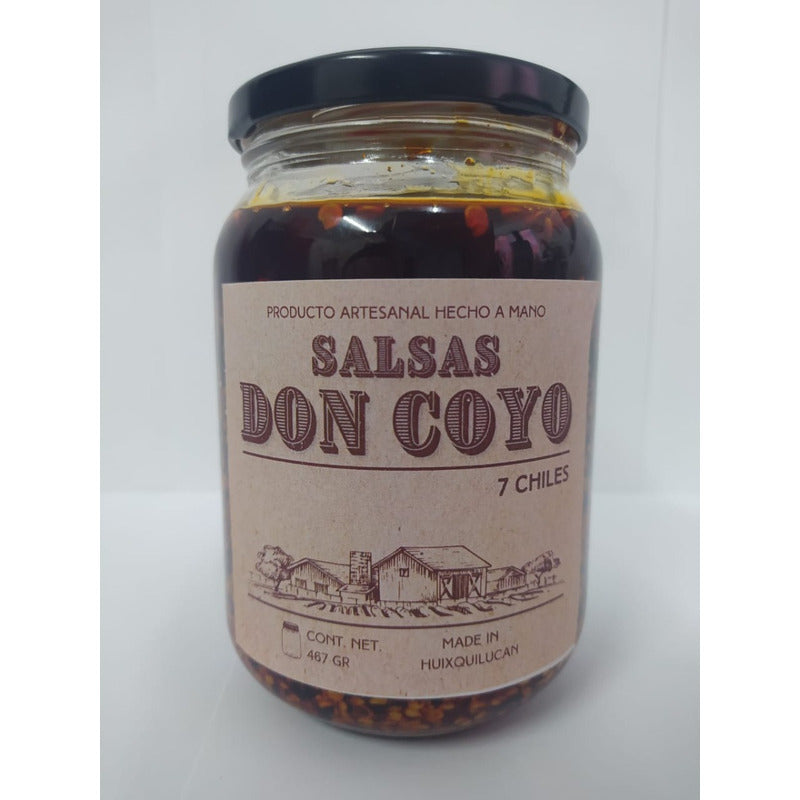 PRODUCTO ARTESANAL HECHO A MANO
SALSAS
DON COYO
7 CHILES
CONT. NET.
467 GR
MADE IN
HUIXQUILUCAN